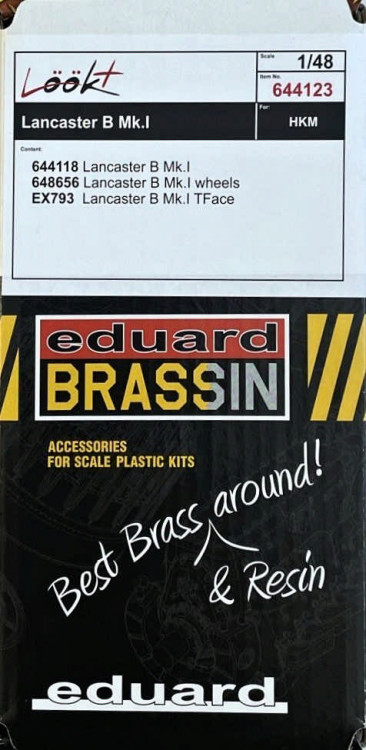 Löök+
Scale
1/48
Item No.
644123
Lancaster B Mk.I
For:
HKM
Content:
644118 Lancaster B Mk.I
648656 Lancaster B Mk.I wheels
EX793 Lancaster B Mk.I TFace
eduard
BRASSIN
ACCESSORIES
FOR SCALE PLASTIC KITS
Best Brass around!
& Resin
eduard